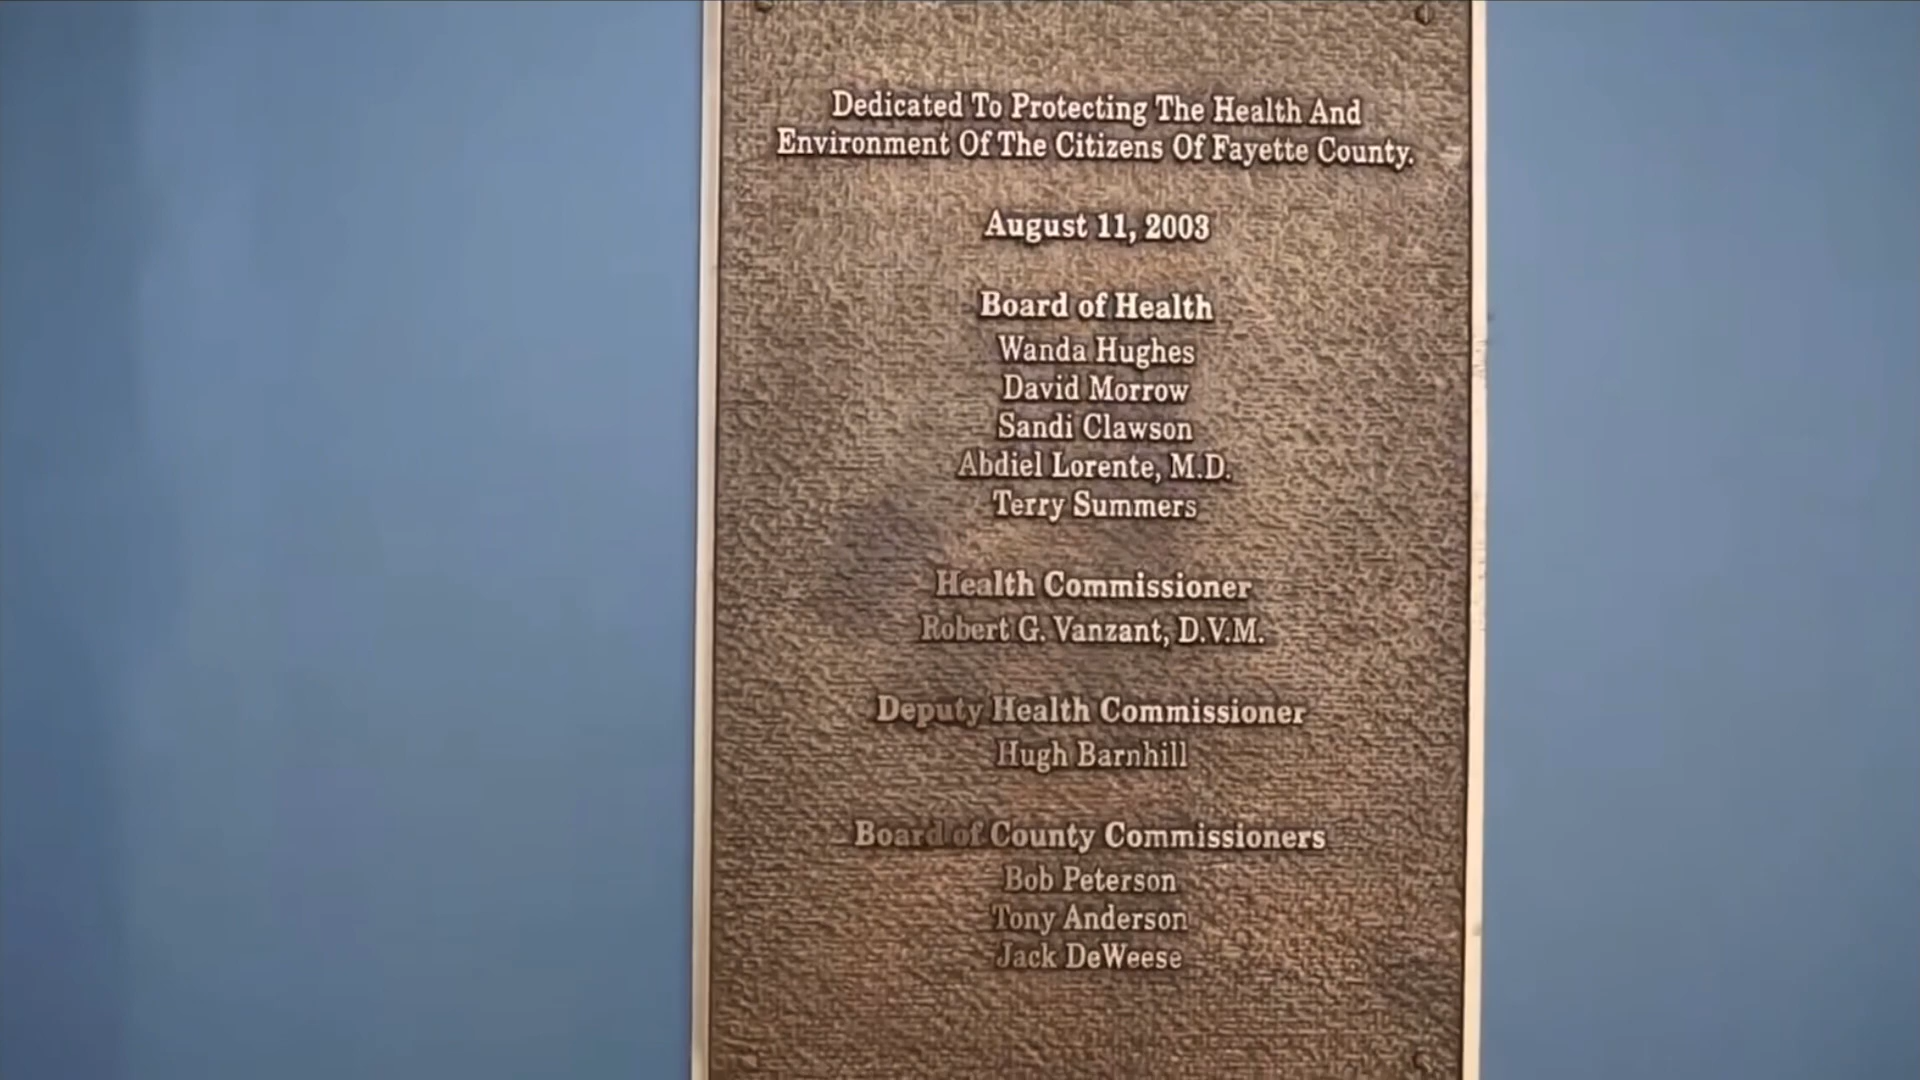 Dedicated To Protecting The Health And
Environment Of The Citizens Of Fayette County.
August 11, 2003
Board of Health
Wanda Hughes
David Morrow
Sandi Clawson
Abdiel Lorente, M.D.
Terry Summers
Health Commissioner
Robert G. Vanzant, D.V.M.
Deputy Health Commissioner
Hugh Barnhill
Board of County Commissioners
Bob Peterson
Tony Anderson
Jack DeWeese